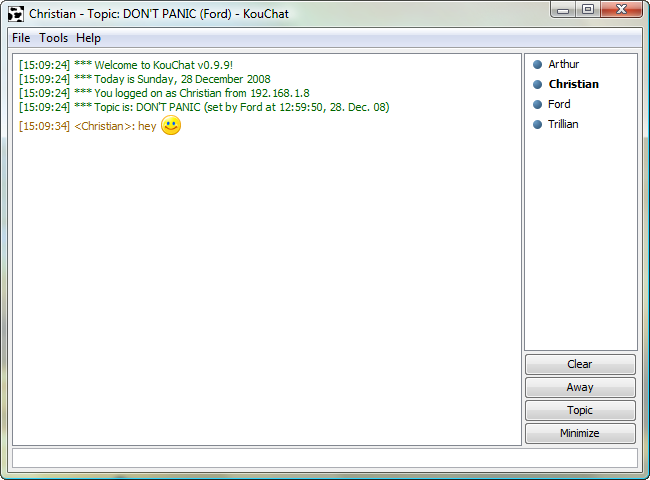 Christian - Topic: DON'T PANIC (Ford) - KouChat
File Tools Help
[15:09:24] *** Welcome to KouChat v0.9.9!
[15:09:24] *** Today is Sunday, 28 December 2008
[15:09:24] *** You logged on as Christian from 192.168.1.8
[15:09:24] *** Topic is: DON'T PANIC (set by Ford at 12:59:50, 28. Dec. 08)
[15:09:34] <Christian>: hey
Arthur
Christian
Ford
Trillian
Clear
Away
Topic
Minimize